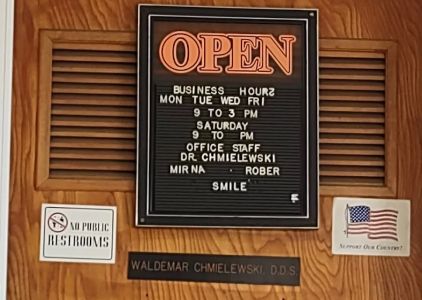 OPEN
BUSINESS HOURS
MON TUE WED FRI
9 TO 3 PM
SATURDAY
9 TO PM
OFFICE STAFF
DR. CHMIELEWSKI
MIRNA ROBER
SMILE
F
NO PUBLIC
RESTROOMS
SUPPORT OUR COUNTRY!
WALDEMAR CHMIELEWSKI, D.D.S.